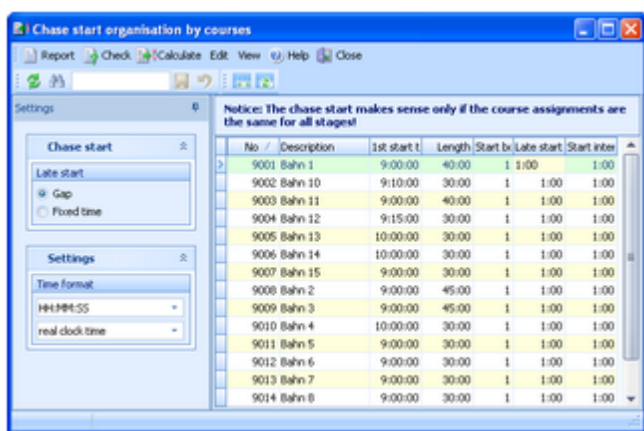 Chase start organisation by courses
Report Check Calculate Edit View Help Close
Settings
Notice: The chase start makes sense only if the course assignments are
the same for all stages!
Chase start
Late start
Gap
Fixed time
Settings
Time format
HH:MM:SS
real clock time
No / Description 1st start t Length Start bo Late start Start inter
9001 Bahn 1 9:00:00 40:00 1 1:00 1:00
9002 Bahn 10 9:10:00 30:00 1 1:00 1:00
9003 Bahn 11 9:00:00 40:00 1 1:00 1:00
9004 Bahn 12 9:15:00 30:00 1 1:00 1:00
9005 Bahn 13 10:00:00 30:00 1 1:00 1:00
9006 Bahn 14 10:00:00 30:00 1 1:00 1:00
9007 Bahn 15 9:00:00 30:00 1 1:00 1:00
9008 Bahn 2 9:00:00 45:00 1 1:00 1:00
9009 Bahn 3 9:00:00 45:00 1 1:00 1:00
9010 Bahn 4 10:00:00 30:00 1 1:00 1:00
9011 Bahn 5 9:00:00 30:00 1 1:00 1:00
9012 Bahn 6 9:00:00 30:00 1 1:00 1:00
9013 Bahn 7 9:00:00 30:00 1 1:00 1:00
9014 Bahn 8 9:00:00 30:00 1 1:00 1:00